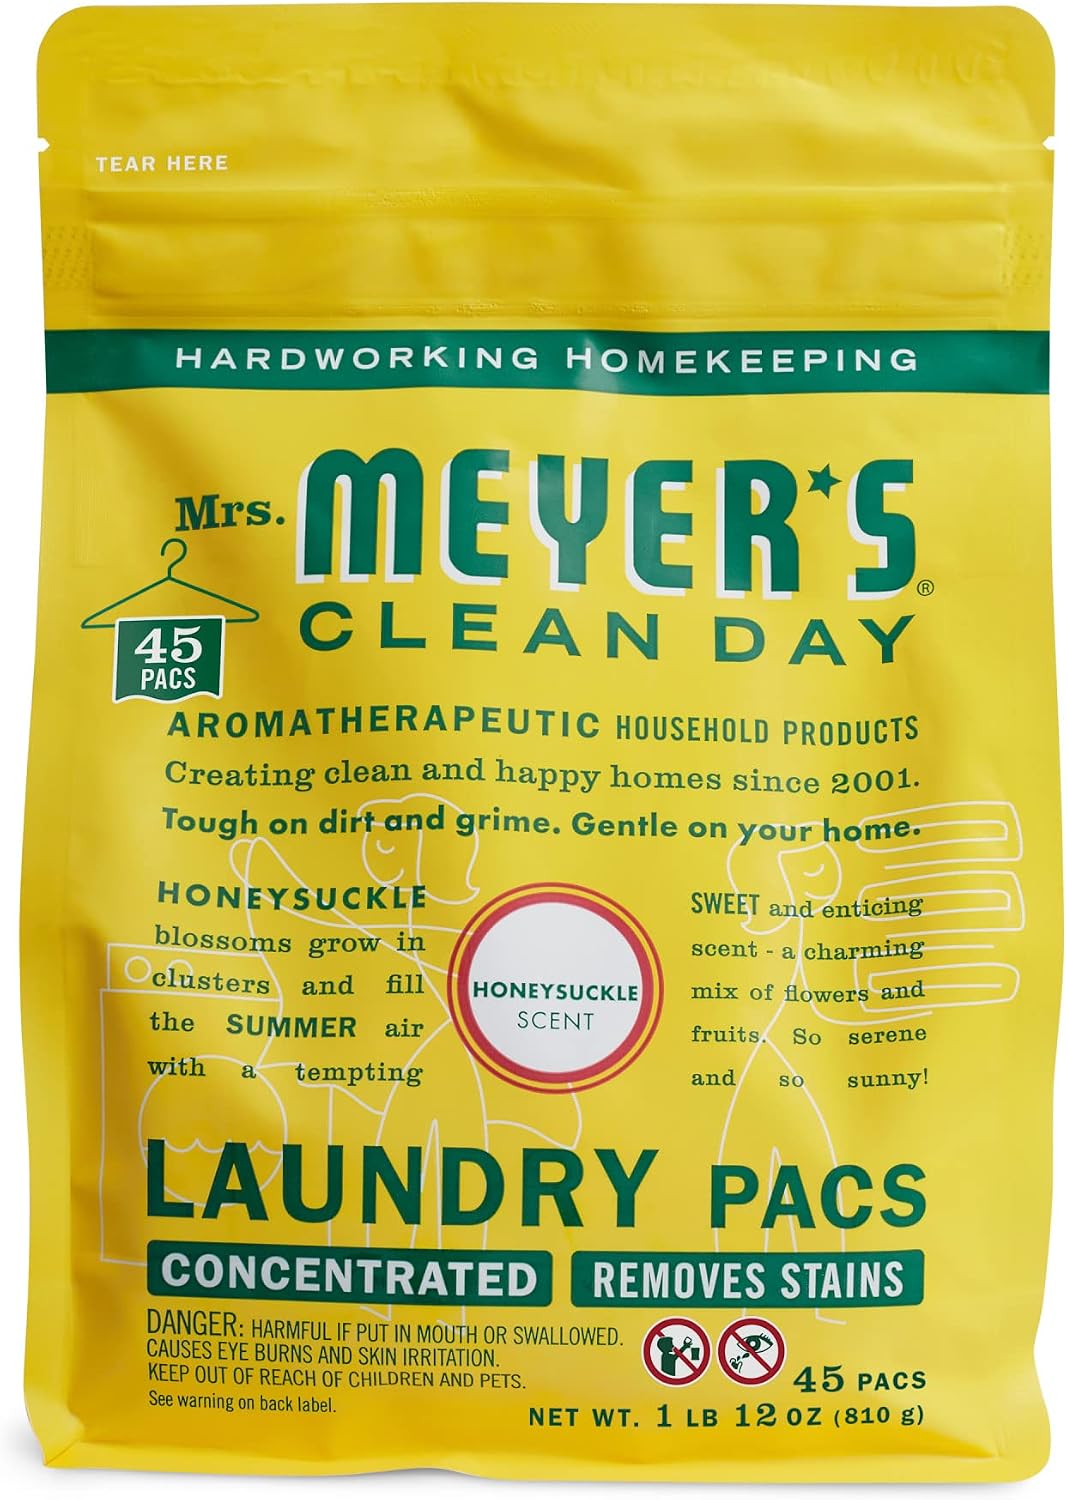 TEAR HERE
HARDWORKING HOMEKEEPING
Mrs. MEYER'S®
CLEAN DAY
45
PACS
AROMATHERAPEUTIC HOUSEHOLD PRODUCTS
Creating clean and happy homes since 2001.
Tough on dirt and grime. Gentle on your home.
HONEYSUCKLE
blossoms grow in
clusters and fill
the SUMMER air
with a tempting
HONEYSUCKLE
SCENT
SWEET and enticing
scent - a charming
mix of flowers and
fruits. So serene
and so sunny!
LAUNDRY PACS
CONCENTRATED REMOVES STAINS
DANGER: HARMFUL IF PUT IN MOUTH OR SWALLOWED.
CAUSES EYE BURNS AND SKIN IRRITATION.
KEEP OUT OF REACH OF CHILDREN AND PETS.
See warning on back label.
45 PACS
NET WT. 1 LB 12 OZ (810 g)